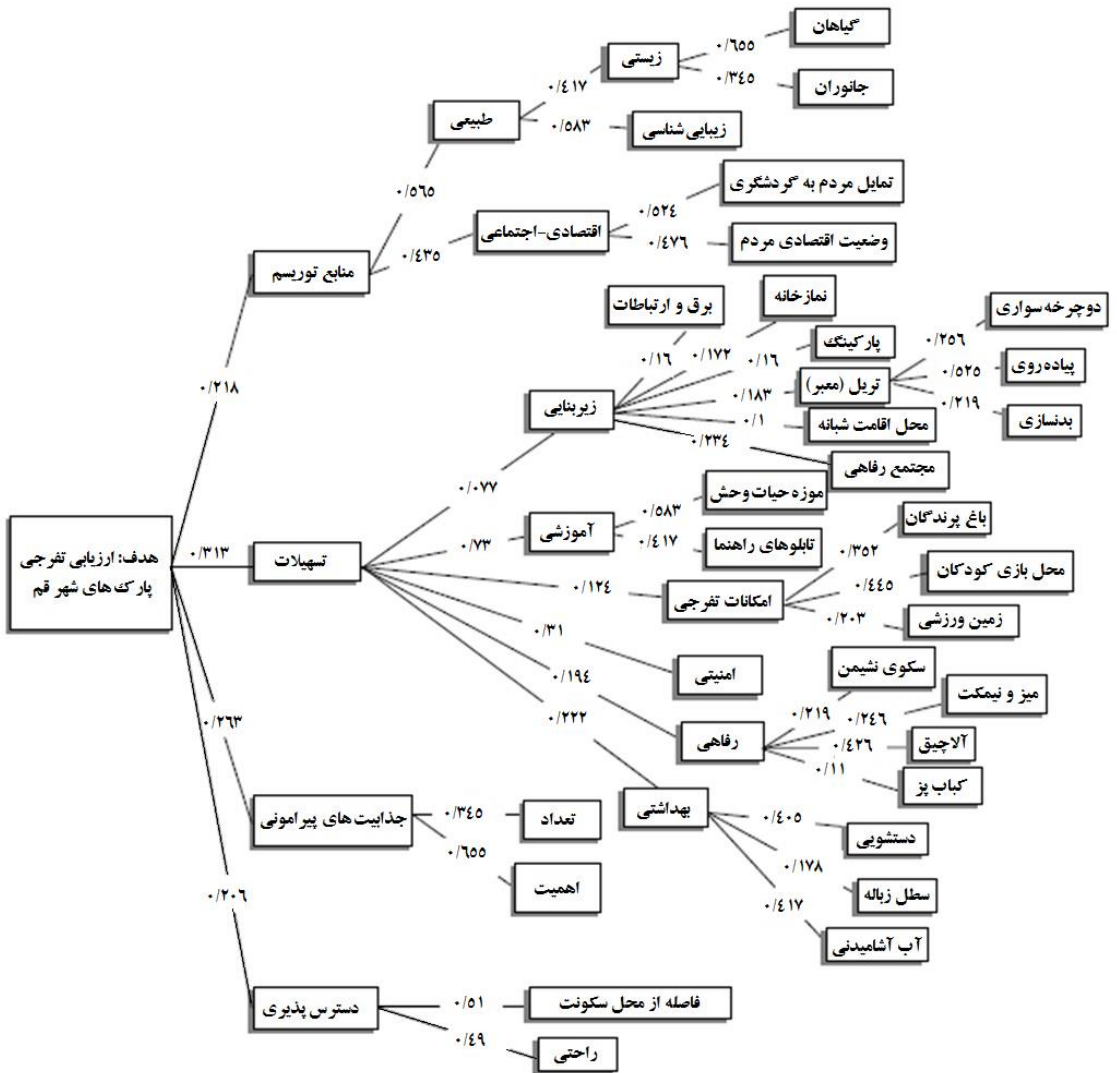 گیاهان
۰/۶۵۵
زیستی
۰/۳۴۵
جانوران
۰/۴۱۷
طبیعی
۰/۵۸۳
زیبایی شناسی
۰/۵۶۵
تمایل مردم به گردشگری
۰/۵۲۴
اقتصادی-اجتماعی
۰/۴۳۵
۰/۴۷۶
وضعیت اقتصادی مردم
منابع توریسم
۰/۲۱۸
نمازخانه
برق و ارتباطات
۰/۱۶
۰/۱۷۲
۰/۱۶
پارکینگ
دوچرخه سواری
۰/۲۵۶
پیاده روی
۰/۵۲۵
تریل (معبر)
۰/۱۸۳
۰/۲۱۹
بدنسازی
زیربنایی
۰/۱
محل اقامت شبانه
۰/۲۳۴
مجتمع رفاهی
۰/۰۷۷
موزه حیات وحش
۰/۵۸۳
آموزشی
۰/۷۳
۰/۴۱۷
تابلوهای راهنما
باغ پرندگان
۰/۳۵۲
هدف: ارزیابی تفرجی
پارک های شهر قم
۰/۳۱۳
تسهیلات
۰/۱۲۴
امکانات تفرجی
۰/۴۴۵
محل بازی کودکان
۰/۲۰۳
زمین ورزشی
۰/۳۱
امنیتی
۰/۱۹۴
سکوی نشیمن
۰/۲۱۹
میز و نیمکت
۰/۲۴۶
رفاهی
۰/۴۲۶
آلاچیق
۰/۱۱
کباب پز
۰/۲۲۲
بهداشتی
۰/۴۰۵
دستشویی
۰/۱۷۸
سطل زباله
۰/۴۱۷
آب آشامیدنی
۰/۲۶۳
جذابیت های پیرامونی
۰/۳۴۵
تعداد
۰/۶۵۵
اهمیت
۰/۲۰۶
دسترس پذیری
۰/۵۱
فاصله از محل سکونت
۰/۴۹
راحتی